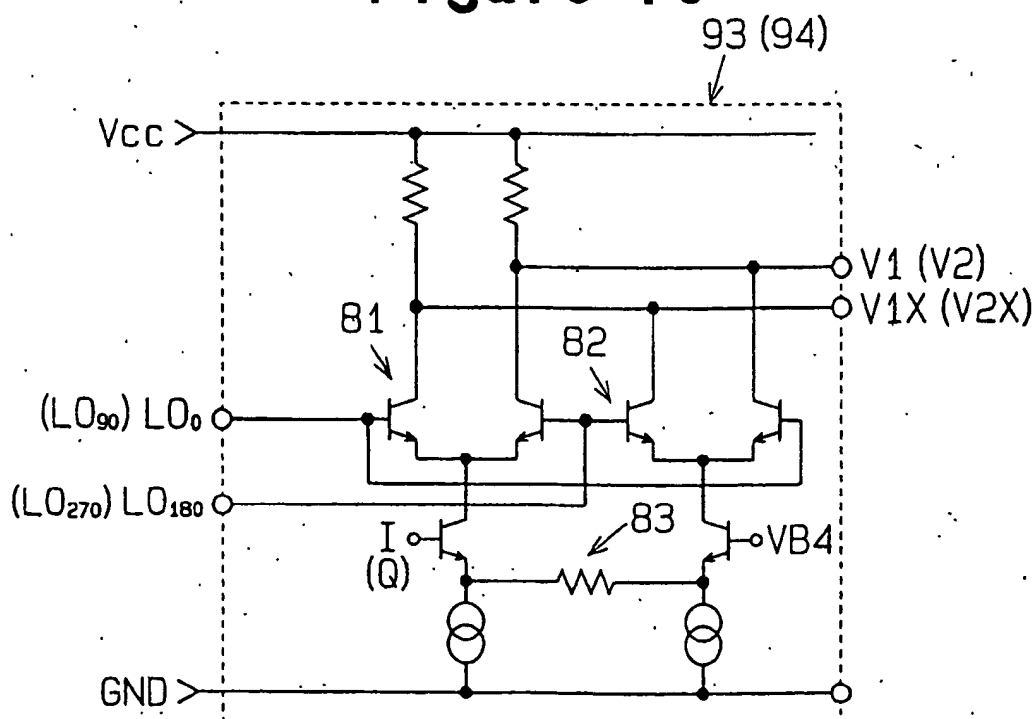 93 (94)
VCC
V1 (V2)
V1X (V2X)
81
82
(LO₉₀) LO₀
(LO₂₇₀) LO₁₈₀
83
I
(Q)
VB4
GND